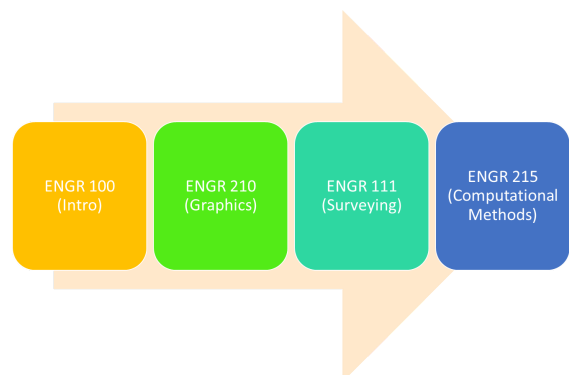 ENGR 100
(Intro)
ENGR 210
(Graphics)
ENGR 111
(Surveying)
ENGR 215
(Computational
Methods)